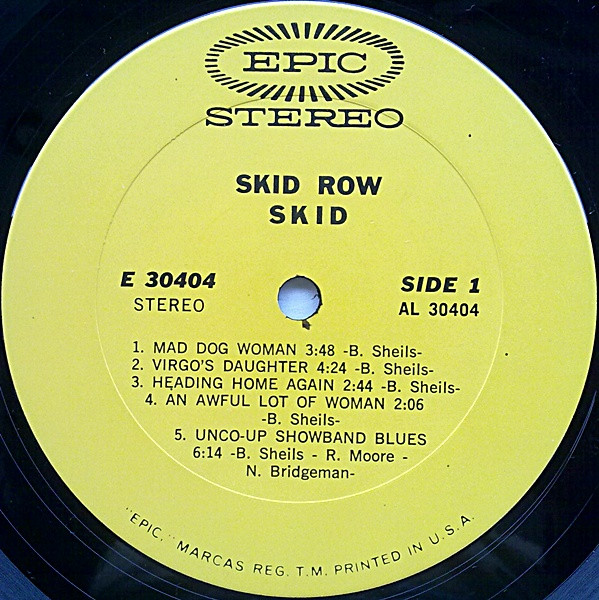 EPIC
STEREO
SKID ROW
SKID
E 30404
STEREO
SIDE 1
AL 30404
1. MAD DOG WOMAN 3:48 -B. Sheils-
2. VIRGO'S DAUGHTER 4:24 -B. Sheils-
3. HEADING HOME AGAIN 2:44 -B. Sheils-
4. AN AWFUL LOT OF WOMAN 2:06
-B. Sheils-
5. UNCO-UP SHOWBAND BLUES
6:14 -B. Sheils - R. Moore -
N. Bridgeman-
"EPIC," MARCAS REG. T.M. PRINTED IN U.S.A.